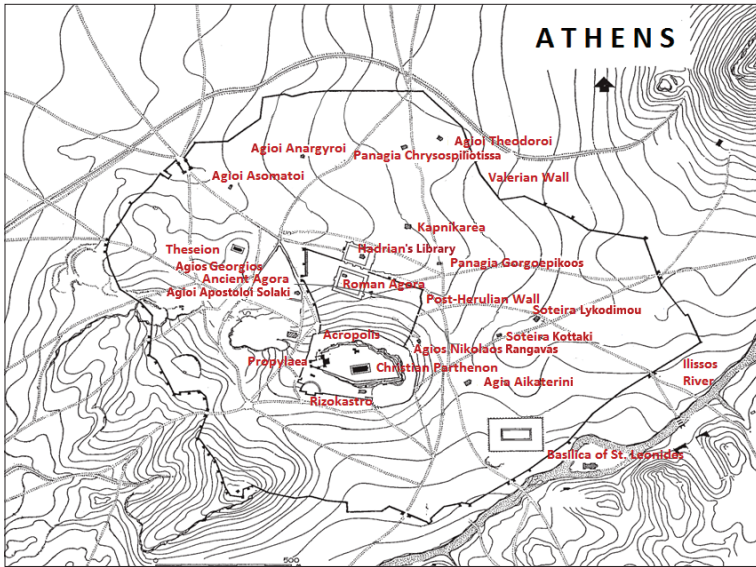 ATHENS
Agioi Theodoroi
Agioi Anargyroi
Panagia Chrysospiliotissa
Agioi Asomatoi
Valerian Wall
Kapnikarea
Theseion
Hadrian's Library
Agios Georgios
Panagia Gorgoepikoos
Ancient Agora
Roman Agora
Agioi Apostoloi Solaki
Post-Herulian Wall
Soteira Lykodimou
Acropolis
Soteira Kottaki
Agios Nikolaos Rangavas
Propylaea
Christian Parthenon
Ilissos
River
Agia Aikaterini
Rizokastro
Basilica of St. Leonides
500